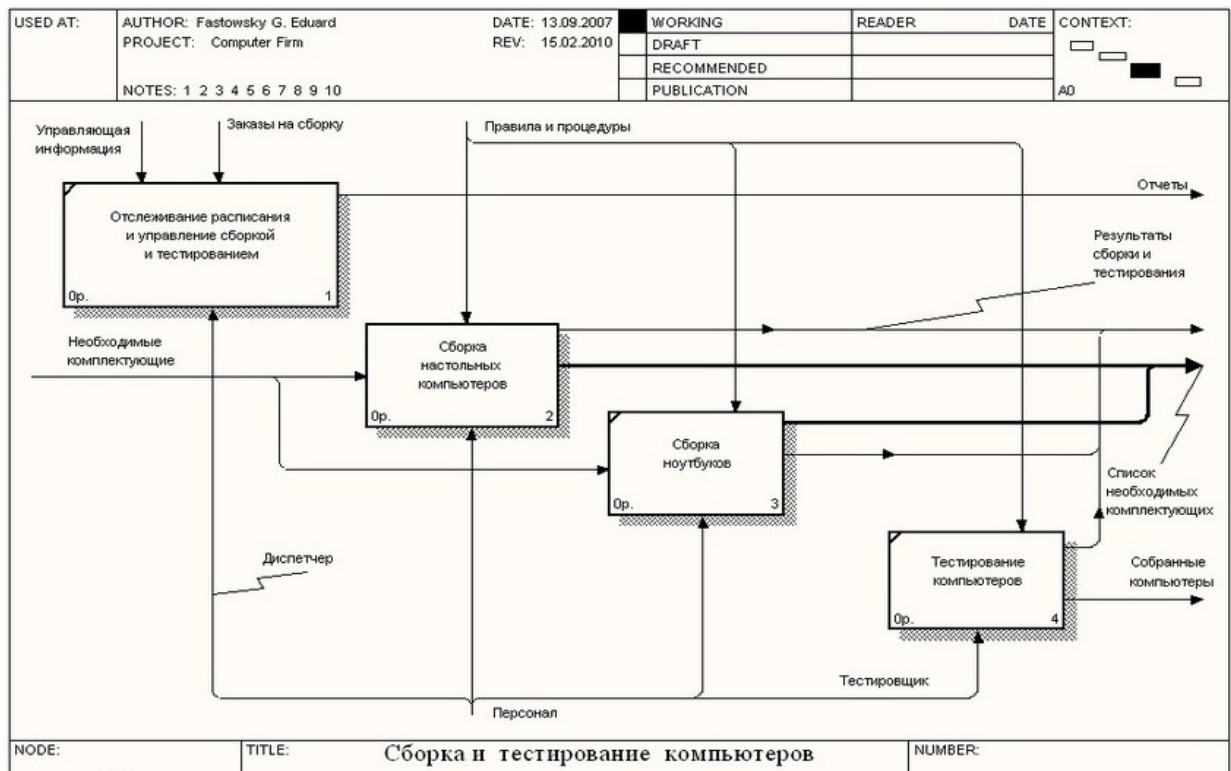 USED AT:
AUTHOR: Fastowsky G. Eduard
DATE: 13.09.2007
WORKING
READER
DATE
CONTEXT:
PROJECT: Computer Firm
REV: 15.02.2010
DRAFT
RECOMMENDED
NOTES: 1 2 3 4 5 6 7 8 9 10
PUBLICATION
A0
Управляющая
информация
Заказы на сборку
Правила и процедуры
Отчеты
Отслеживание расписания
и управление сборкой
и тестированием
0р.
1
Результаты
сборки и
тестирования
Необходимые
комплектующие
Сборка
настольных
компьютеров
0р.
2
Сборка
ноутбуков
0р.
3
Список
необходимых
комплектующих
Диспетчер
Тестирование
компьютеров
0р.
4
Собранные
компьютеры
Тестировщик
Персонал
NODE:
TITLE:
Сборка и тестирование компьютеров
NUMBER: